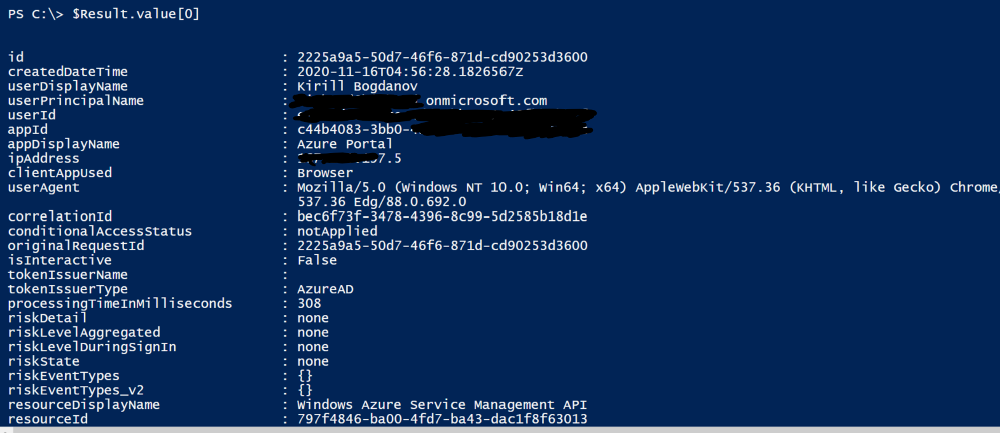 PS C:\> $Result.value[0]
id : 2225a9a5-50d7-46f6-871d-cd90253d3600
createdDateTime : 2020-11-16T04:56:28.1826567Z
userDisplayName : Kirill Bogdanov
userPrincipalName : onmicrosoft.com
userId :
appId : c44b4083-3bb0-
appDisplayName : Azure Portal
ipAddress : 7.5
clientAppUsed : Browser
userAgent : Mozilla/5.0 (Windows NT 10.0; Win64; x64) AppleWebKit/537.36 (KHTML, like Gecko) Chrome/
537.36 Edg/88.0.692.0
correlationId : bec6f73f-3478-4396-8c99-5d2585b18d1e
conditionalAccessStatus : notApplied
originalRequestId : 2225a9a5-50d7-46f6-871d-cd90253d3600
isInteractive : False
tokenIssuerName :
tokenIssuerType : AzureAD
processingTimeInMilliseconds : 308
riskDetail : none
riskLevelAggregated : none
riskLevelDuringSignIn : none
riskState : none
riskEventTypes : {}
riskEventTypes_v2 : {}
resourceDisplayName : Windows Azure Service Management API
resourceId : 797f4846-ba00-4fd7-ba43-dac1f8f63013